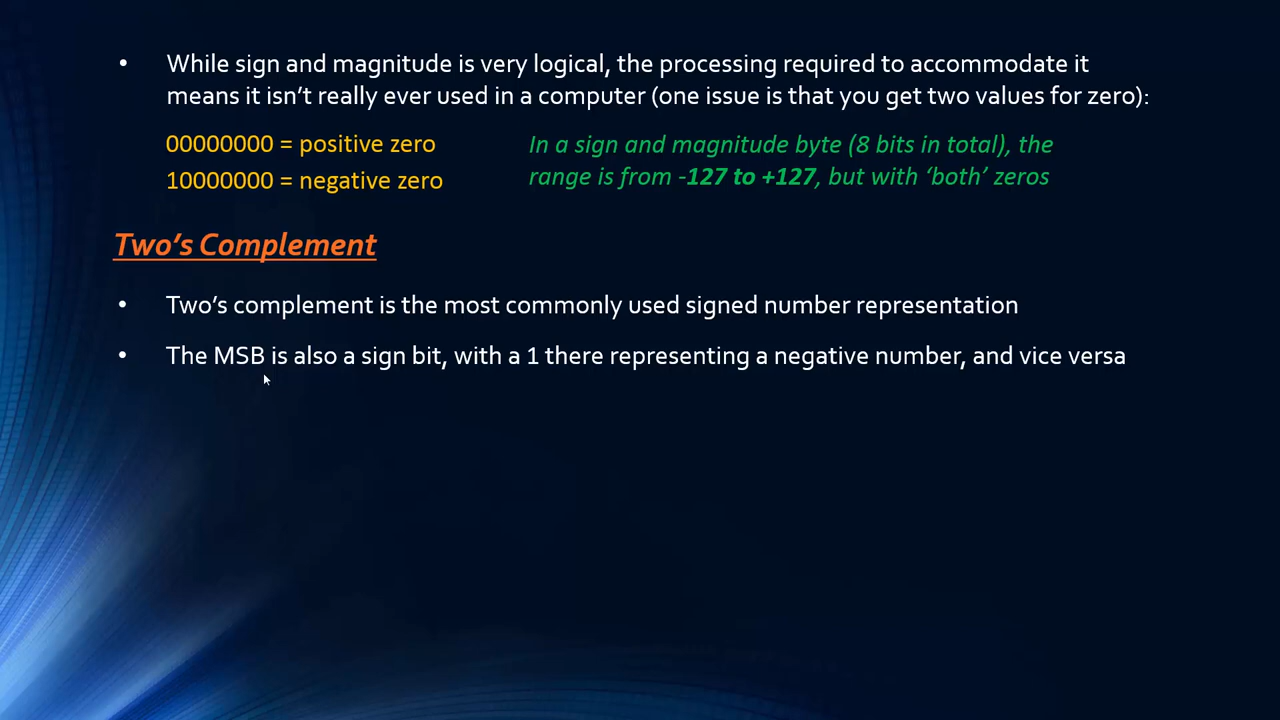 • While sign and magnitude is very logical, the processing required to accommodate it
means it isn’t really ever used in a computer (one issue is that you get two values for zero):
00000000 = positive zero
10000000 = negative zero
In a sign and magnitude byte (8 bits in total), the
range is from -127 to +127, but with ‘both’ zeros
Two’s Complement
• Two’s complement is the most commonly used signed number representation
• The MSB is also a sign bit, with a 1 there representing a negative number, and vice versa